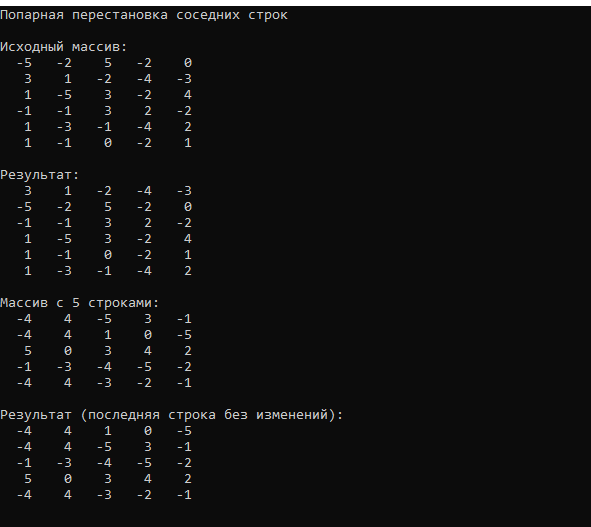 Попарная перестановка соседних строк
Исходный массив:
-5 -2 5 -2 0
3 1 -2 -4 -3
1 -5 3 -2 4
-1 -1 3 2 -2
1 -3 -1 -4 2
1 -1 0 -2 1
Результат:
3 1 -2 -4 -3
-5 -2 5 -2 0
-1 -1 3 2 -2
1 -5 3 -2 4
1 -1 0 -2 1
1 -3 -1 -4 2
Массив с 5 строками:
-4 4 -5 3 -1
-4 4 1 0 -5
5 0 3 4 2
-1 -3 -4 -5 -2
-4 4 -3 -2 -1
Результат (последняя строка без изменений):
-4 4 1 0 -5
-4 4 -5 3 -1
-1 -3 -4 -5 -2
5 0 3 4 2
-4 4 -3 -2 -1